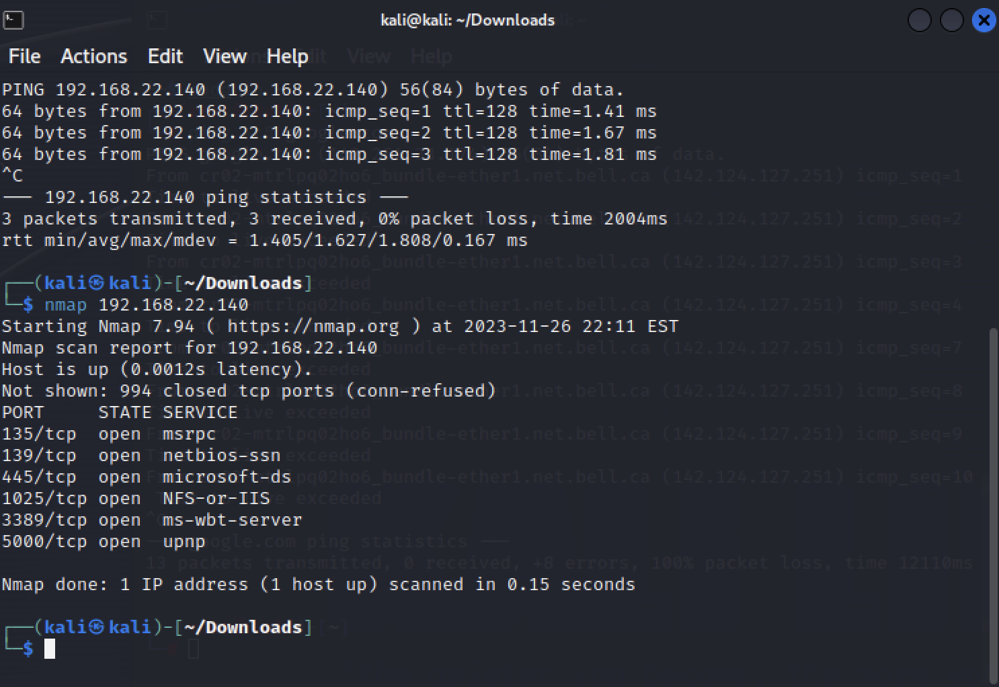 kali@kali: ~/Downloads
File Actions Edit View Help
PING 192.168.22.140 (192.168.22.140) 56(84) bytes of data.
64 bytes from 192.168.22.140: icmp_seq=1 ttl=128 time=1.41 ms
64 bytes from 192.168.22.140: icmp_seq=2 ttl=128 time=1.67 ms
64 bytes from 192.168.22.140: icmp_seq=3 ttl=128 time=1.81 ms
^C
--- 192.168.22.140 ping statistics ---
3 packets transmitted, 3 received, 0% packet loss, time 2004ms
rtt min/avg/max/mdev = 1.405/1.627/1.808/0.167 ms
┌──(kali㉿kali)-[~/Downloads]
└─$ nmap 192.168.22.140
Starting Nmap 7.94 ( https://nmap.org ) at 2023-11-26 22:11 EST
Nmap scan report for 192.168.22.140
Host is up (0.0012s latency).
Not shown: 994 closed tcp ports (conn-refused)
PORT     STATE SERVICE
135/tcp  open  msrpc
139/tcp  open  netbios-ssn
445/tcp  open  microsoft-ds
1025/tcp open  NFS-or-IIS
3389/tcp open  ms-wbt-server
5000/tcp open  upnp
Nmap done: 1 IP address (1 host up) scanned in 0.15 seconds
┌──(kali㉿kali)-[~/Downloads]
└─$